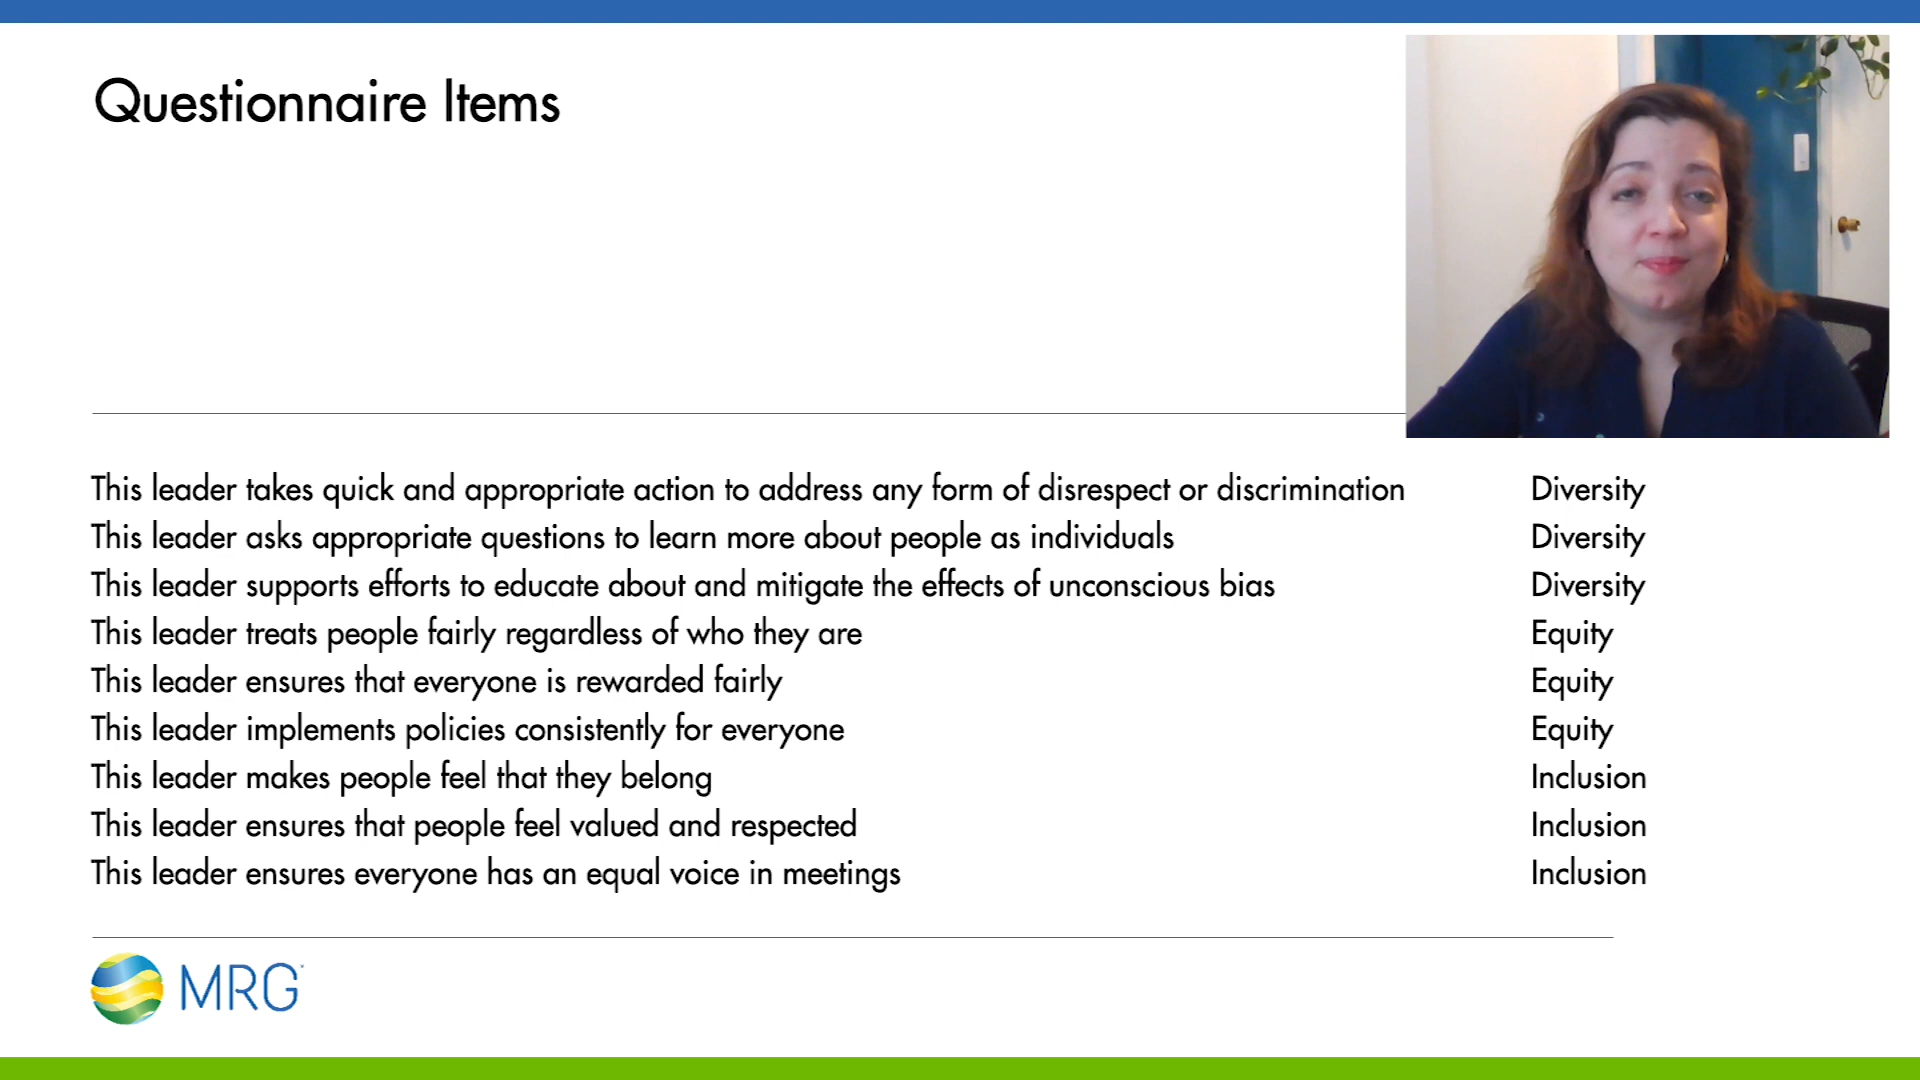 Questionnaire Items
This leader takes quick and appropriate action to address any form of disrespect or discrimination Diversity
This leader asks appropriate questions to learn more about people as individuals Diversity
This leader supports efforts to educate about and mitigate the effects of unconscious bias Diversity
This leader treats people fairly regardless of who they are Equity
This leader ensures that everyone is rewarded fairly Equity
This leader implements policies consistently for everyone Equity
This leader makes people feel that they belong Inclusion
This leader ensures that people feel valued and respected Inclusion
This leader ensures everyone has an equal voice in meetings Inclusion
MRG